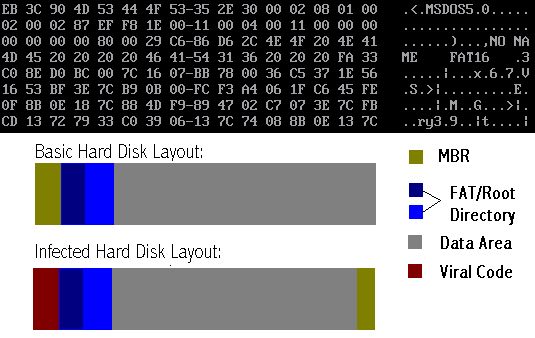 EB 3C 90 4D 53 44 4F 53-35 2E 30 00 02 08 01 00 .<.MSDOS5.0.....
02 00 02 87 EF F8 1E 00-11 00 04 00 11 00 00 00 ................
00 00 00 00 80 00 29 C6-86 D6 2C 4E 4F 20 4E 41 ......)...,NO NA
4D 45 20 20 20 20 46 41-54 31 36 20 20 20 FA 33 ME    FAT16   .3
C0 8E D0 BC 00 7C 16 07-BB 78 00 36 C5 37 1E 56 .....|...x.6.7.V
16 53 BF 3E 7C B9 0B 00-FC F3 A4 06 1F C6 45 FE .S.>|.........E.
0F 8B 0E 18 7C 88 4D F9-89 47 02 C7 07 3E 7C FB ....|.M..G...>|.
CD 13 72 79 33 C0 39 06-13 7C 74 08 8B 0E 13 7C ..ry3.9..|t....|
Basic Hard Disk Layout:
MBR
FAT/Root
Directory
Data Area
Infected Hard Disk Layout:
Viral Code